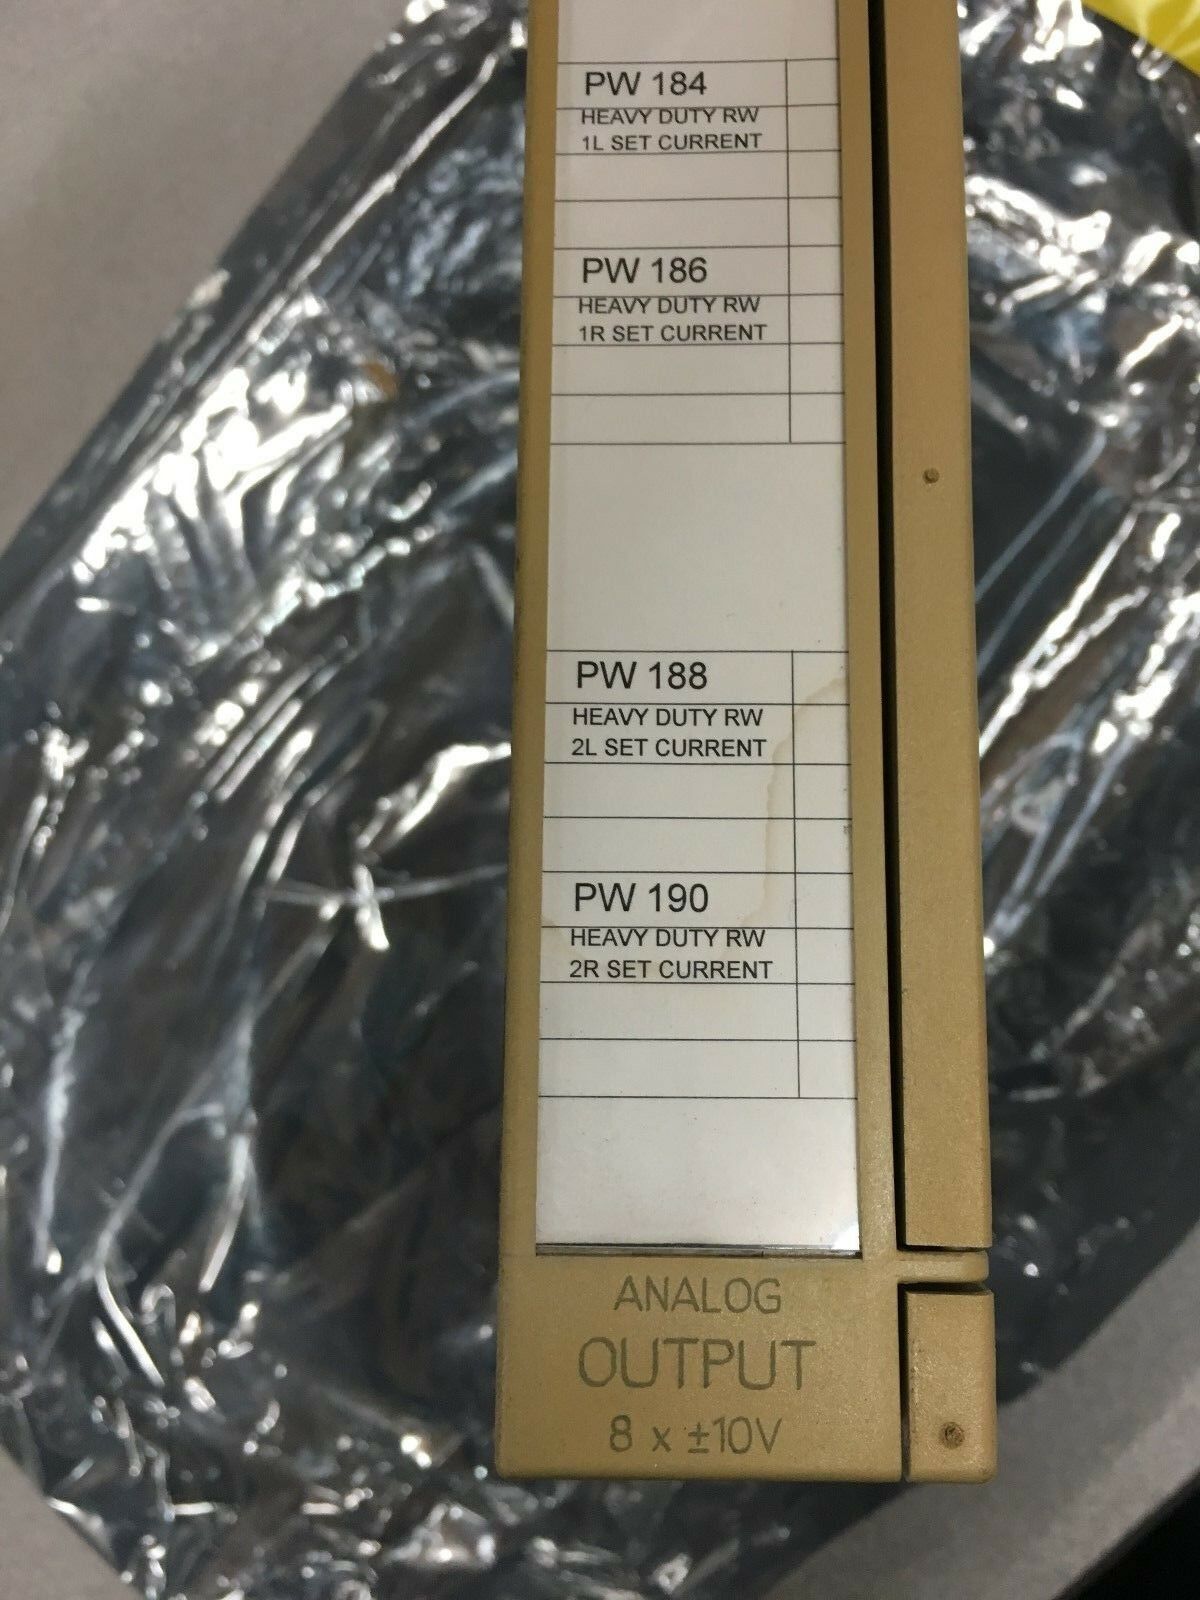 PW 184
HEAVY DUTY RW
1L SET CURRENT
PW 186
HEAVY DUTY RW
1R SET CURRENT
PW 188
HEAVY DUTY RW
2L SET CURRENT
PW 190
HEAVY DUTY RW
2R SET CURRENT
ANALOG
OUTPUT
8 x ±10V